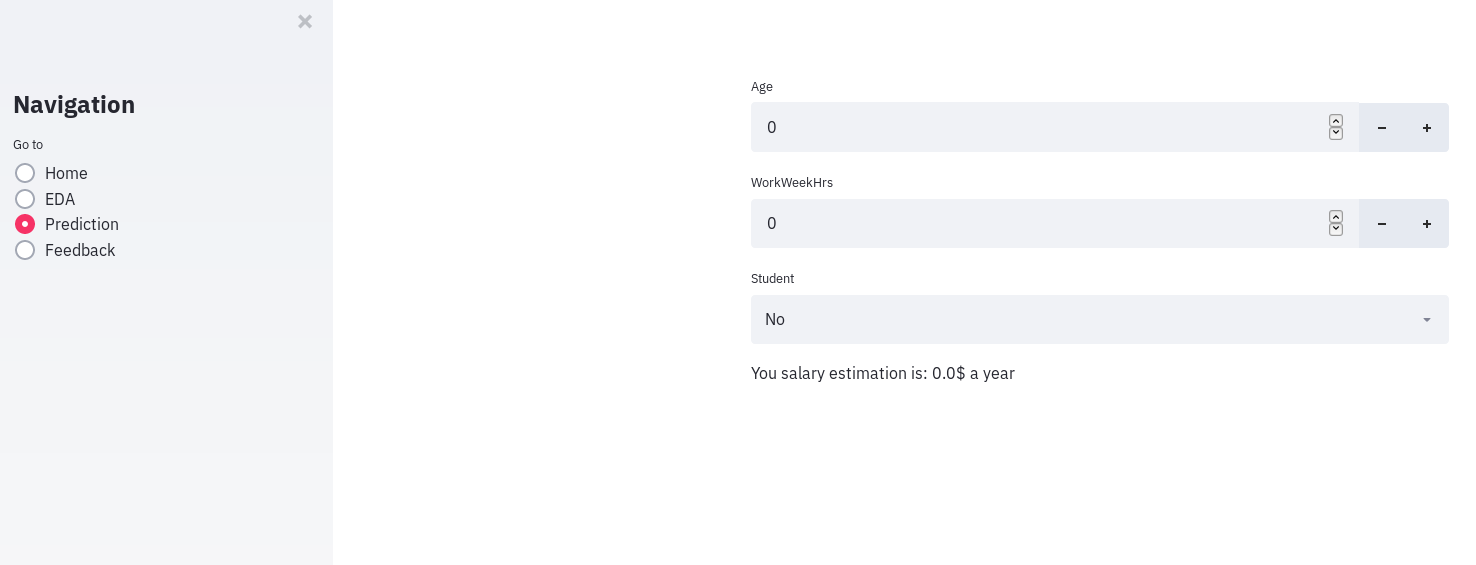 Navigation
Go to
Home
EDA
Prediction
Feedback
Age
0
WorkWeekHrs
0
Student
No
You salary estimation is: 0.0$ a year